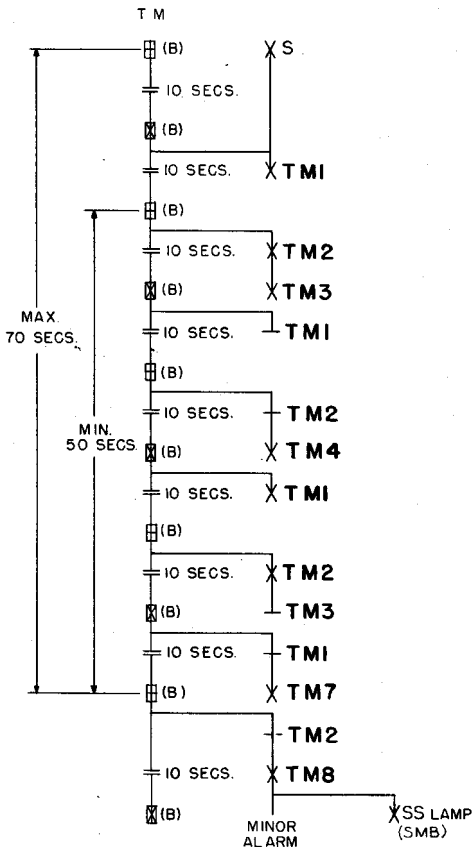 T M
(B) S
10 SECS.
(B)
10 SECS. TM1
(B)
10 SECS. TM2
(B) TM3
MAX.
70 SECS.
10 SECS. TM1
(B)
10 SECS. TM2
MIN.
50 SECS.
(B) TM4
10 SECS. TM1
(B)
10 SECS. TM2
(B) TM3
10 SECS. TM1
(B) TM7
TM2
10 SECS. TM8
(B)
MINOR
ALARM
SS LAMP
(SMB)